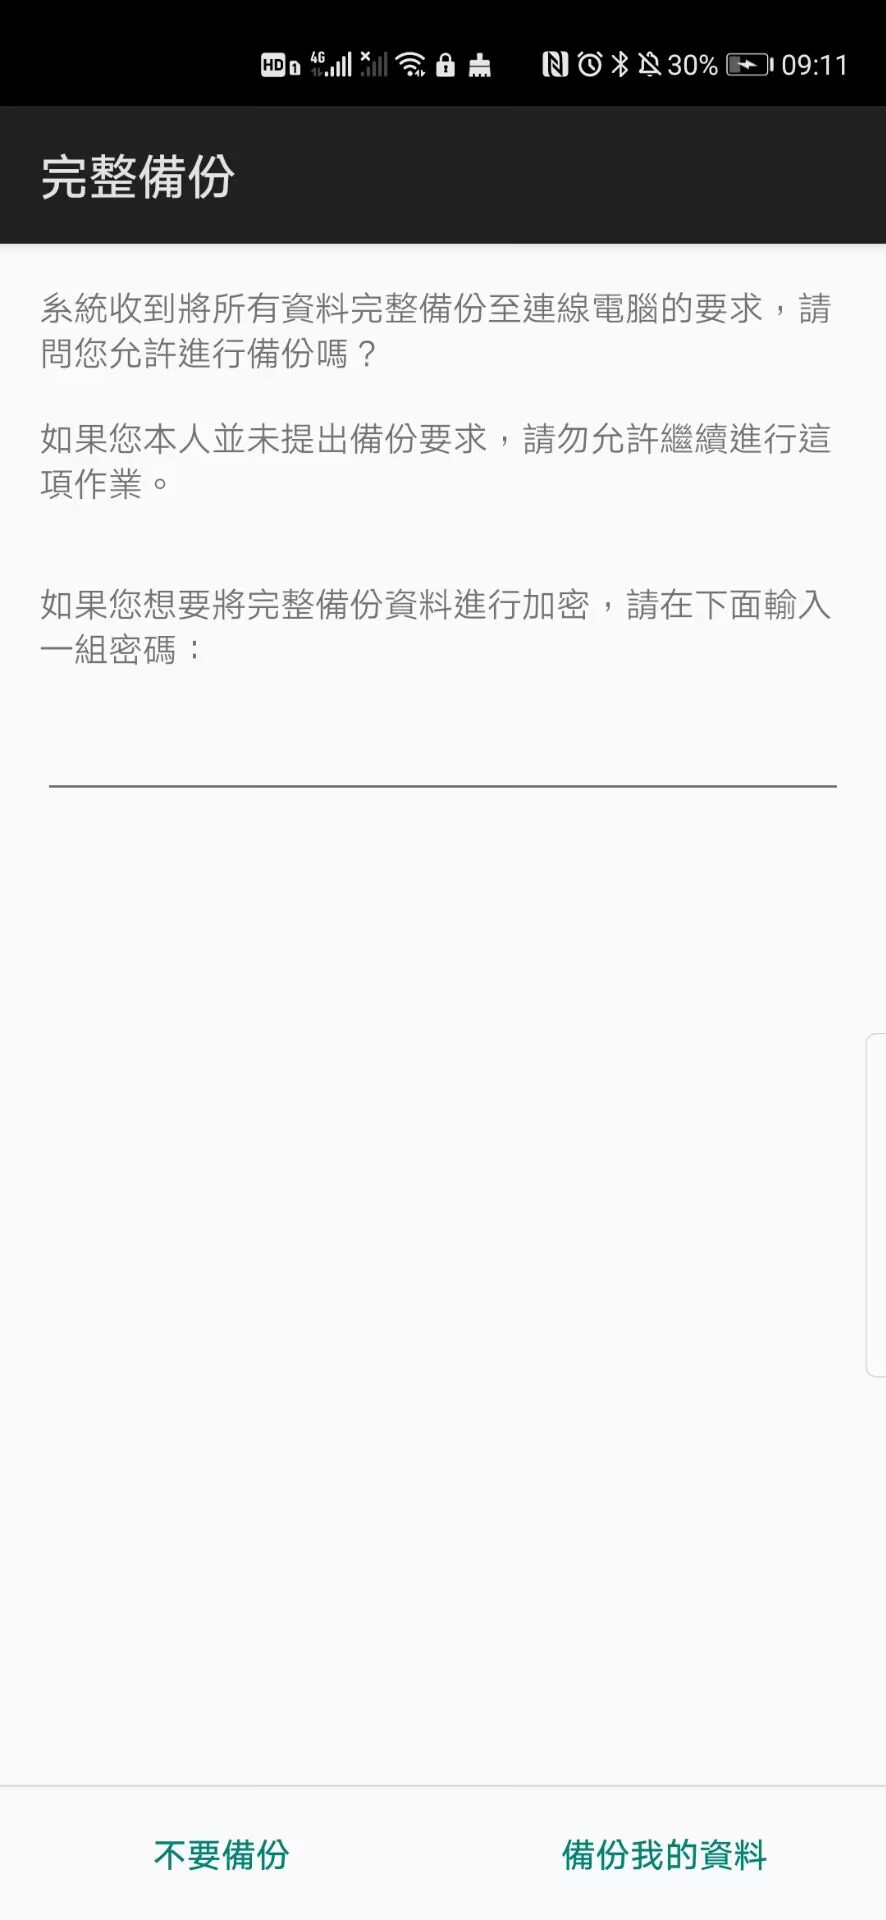 HD 1 4G 30% 09:11
完整備份
系統收到將所有資料完整備份至連線電腦的要求，請
問您允許進行備份嗎？
如果您本人並未提出備份要求，請勿允許繼續進行這
項作業。
如果您想要將完整備份資料進行加密，請在下面輸入
一組密碼：
不要備份
備份我的資料